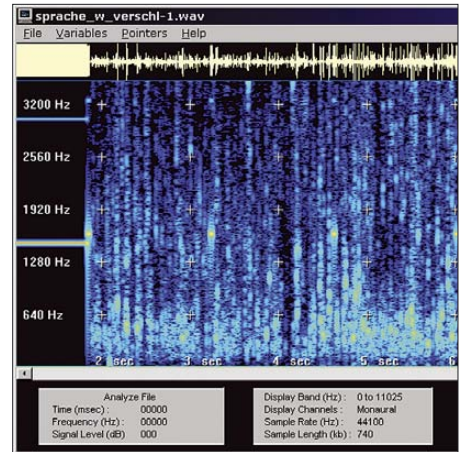 sprache_w_verschl-1.wav
File Variables Pointers Help
3200 Hz
2560 Hz
1920 Hz
1280 Hz
640 Hz
2 sec 3 sec 4 sec 5 sec 6
Analyze File
Time (msec) : 00000
Frequency (Hz) : 00000
Signal Level (dB) 000
Display Band (Hz) : 0 to 11025
Display Channels : Monaural
Sample Rate (Hz) : 44100
Sample Length (kb) : 740